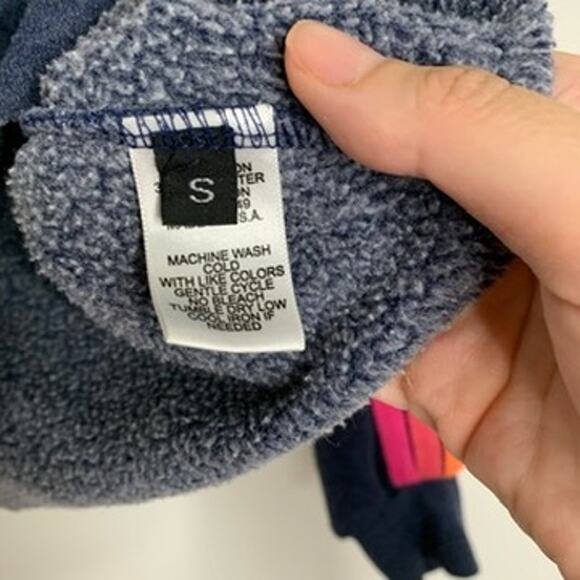 S
MACHINE WASH
COLD
WITH LIKE COLORS
GENTLE CYCLE
NO BLEACH
TUMBLE DRY LOW
COOL IRON IF
NEEDED